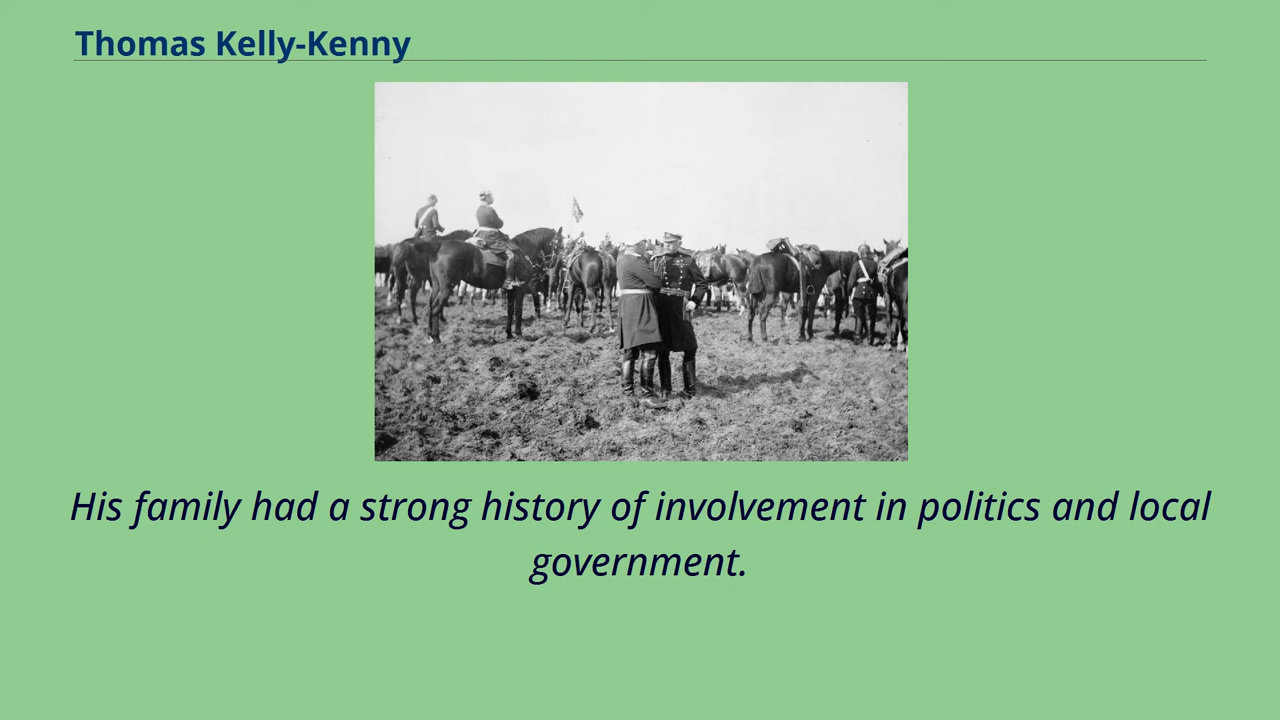 Thomas Kelly-Kenny
His family had a strong history of involvement in politics and local
government.